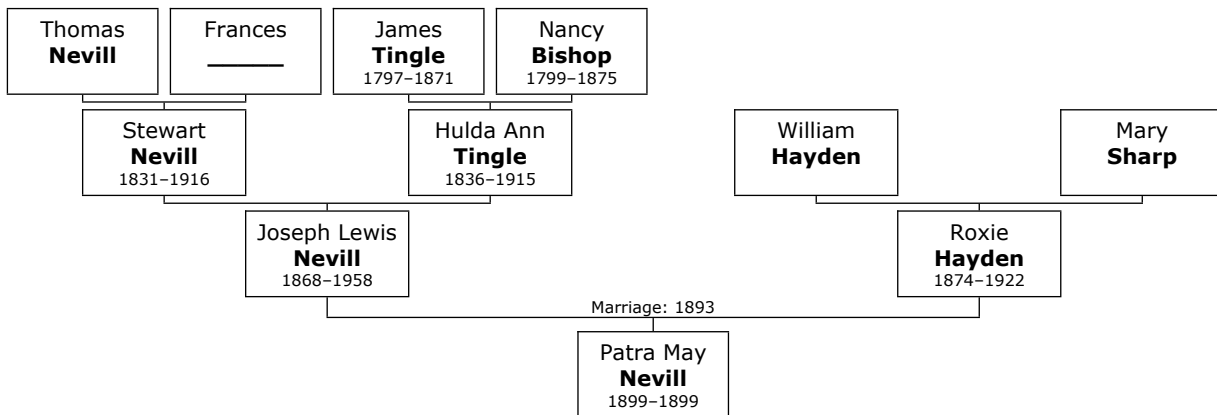 Thomas
Nevill
Frances
______
James
Tingle
1797–1871
Nancy
Bishop
1799–1875
Stewart
Nevill
1831–1916
Hulda Ann
Tingle
1836–1915
William
Hayden
Mary
Sharp
Joseph Lewis
Nevill
1868–1958
Roxie
Hayden
1874–1922
Marriage: 1893
Patra May
Nevill
1899–1899